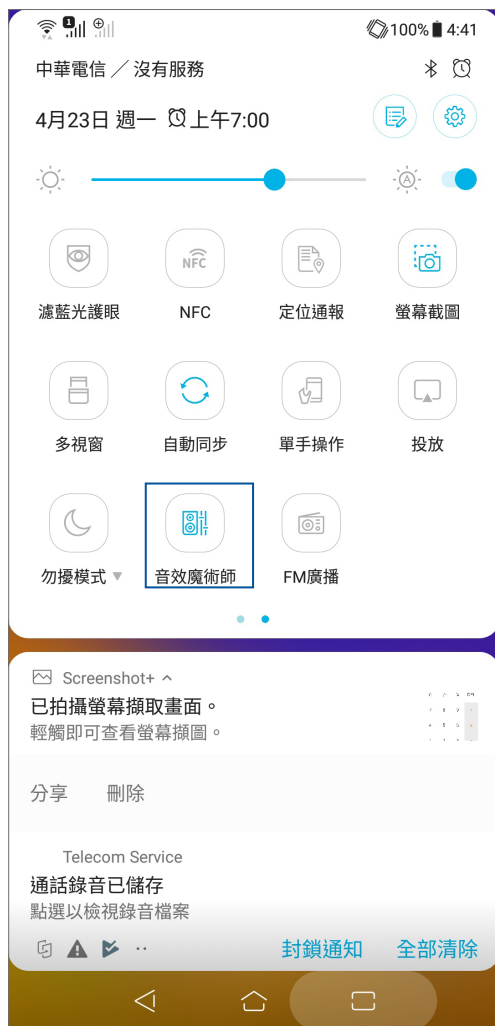 100% 4:41
中華電信／沒有服務
4月23日 週一 上午7:00
A
NFC
濾藍光護眼 NFC 定位通報 螢幕截圖
多視窗 自動同步 單手操作 投放
勿擾模式 音效魔術師 FM廣播
Screenshot+
已拍攝螢幕擷取畫面。
輕觸即可查看螢幕擷圖。
分享 刪除
Telecom Service
通話錄音已儲存
點選以檢視錄音檔案
封鎖通知 全部清除